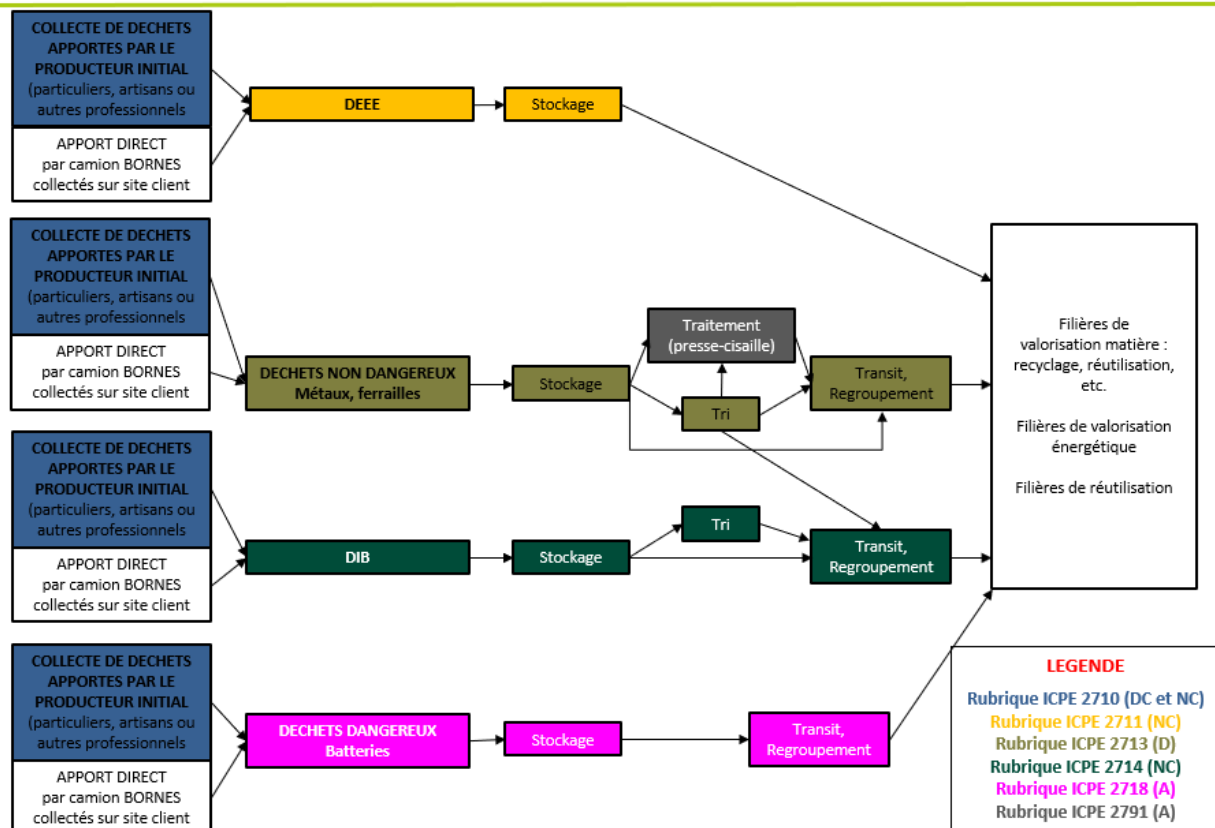 COLLECTE DE DECHETS
APPORTES PAR LE
PRODUCTEUR INITIAL
(particuliers, artisans ou
autres professionnels
APPORT DIRECT
par camion BORNES
collectés sur site client
DEEE
Stockage
COLLECTE DE DECHETS
APPORTES PAR LE
PRODUCTEUR INITIAL
(particuliers, artisans ou
autres professionnels
APPORT DIRECT
par camion BORNES
collectés sur site client
DECHETS NON DANGEREUX
Métaux, ferrailles
Stockage
Traitement
(presse-cisaille)
Tri
Transit,
Regroupement
COLLECTE DE DECHETS
APPORTES PAR LE
PRODUCTEUR INITIAL
(particuliers, artisans ou
autres professionnels
APPORT DIRECT
par camion BORNES
collectés sur site client
DIB
Stockage
Tri
Transit,
Regroupement
COLLECTE DE DECHETS
APPORTES PAR LE
PRODUCTEUR INITIAL
(particuliers, artisans ou
autres professionnels
APPORT DIRECT
par camion BORNES
collectés sur site client
DECHETS DANGEREUX
Batteries
Stockage
Transit,
Regroupement
Filières de
valorisation matière :
recyclage, réutilisation,
etc.
Filières de valorisation
énergétique
Filières de réutilisation
LEGENDE
Rubrique ICPE 2710 (DC et NC)
Rubrique ICPE 2711 (NC)
Rubrique ICPE 2713 (D)
Rubrique ICPE 2714 (NC)
Rubrique ICPE 2718 (A)
Rubrique ICPE 2791 (A)